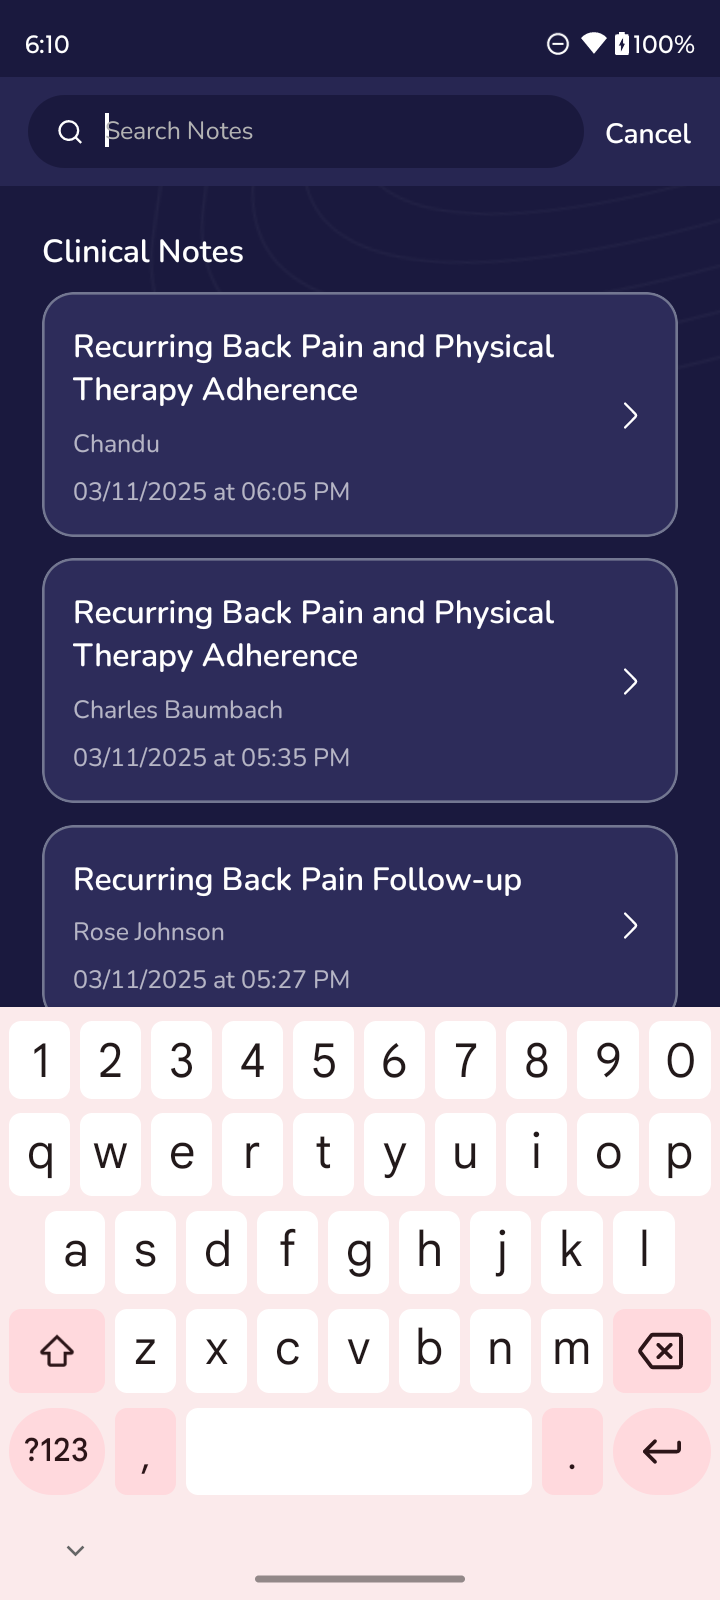 6:10
100%
Search Notes
Cancel
Clinical Notes
Recurring Back Pain and Physical
Therapy Adherence
Chandu
03/11/2025 at 06:05 PM
Recurring Back Pain and Physical
Therapy Adherence
Charles Baumbach
03/11/2025 at 05:35 PM
Recurring Back Pain Follow-up
Rose Johnson
03/11/2025 at 05:27 PM
1 2 3 4 5 6 7 8 9 0
q w e r t y u i o p
a s d f g h j k l
z x c v b n m
?123 , .